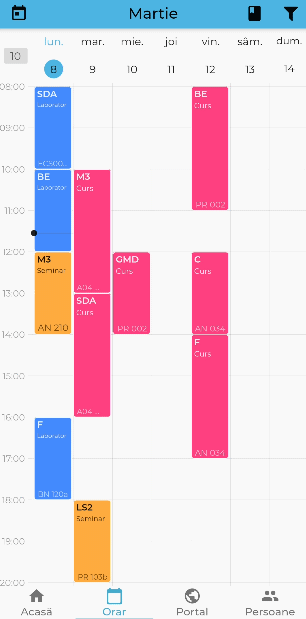 Martie
lun. mar. mie. joi vin. sâm. dum.
10
8 9 10 11 12 13 14
08:00
SDA
Laborator
BE
Curs
09:00
10:00
BE
Laborator
M3
Curs
11:00
PR 002
12:00
M3
Seminar
GMD
Curs
C
Curs
13:00
A04 ...
SDA
Curs
14:00
AN 210
PR 002
AN 034
F
Curs
15:00
16:00
A04 ...
F
Laborator
17:00
AN 034
18:00
BN 120b
LS2
Seminar
19:00
20:00
PR 103b
Acasă
Orar
Portal
Persoane